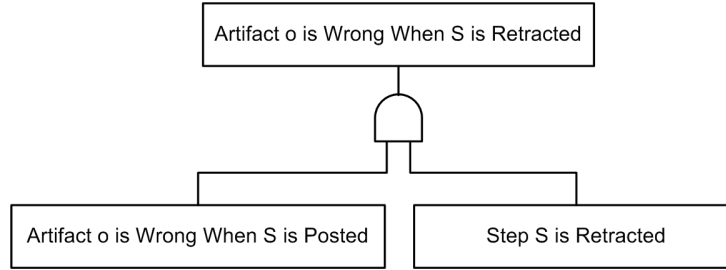 Artifact o is Wrong When S is Retracted
Artifact o is Wrong When S is Posted
Step S is Retracted